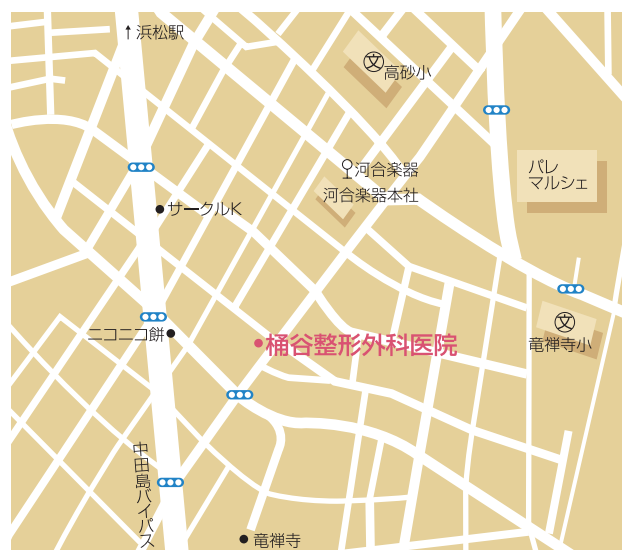 ↑浜松駅
文
高砂小
河合楽器
河合楽器本社
パレ
マルシェ
サークルK
文
竜禅寺小
ニコニコ餅
桶谷整形外科医院
中田島バイパス
竜禅寺